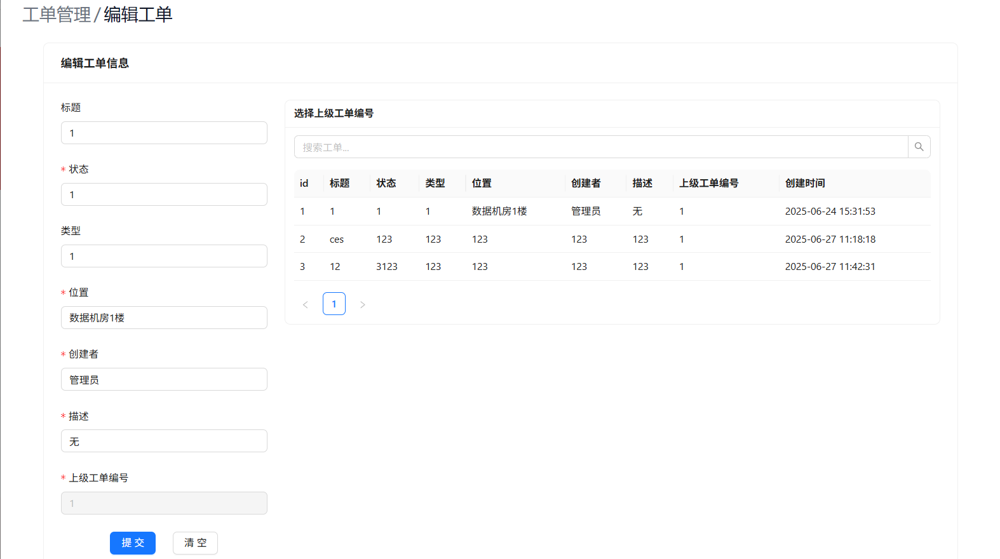 工单管理/编辑工单
编辑工单信息
标题
1
* 状态
1
类型
1
* 位置
数据机房1楼
* 创建者
管理员
* 描述
无
* 上级工单编号
1
提 交 清 空
选择上级工单编号
搜索工单...
id 标题 状态 类型 位置 创建者 描述 上级工单编号 创建时间
1 1 1 1 数据机房1楼 管理员 无 1 2025-06-24 15:31:53
2 ces 123 123 123 123 123 1 2025-06-27 11:18:18
3 12 3123 123 123 123 123 1 2025-06-27 11:42:31
< 1 >